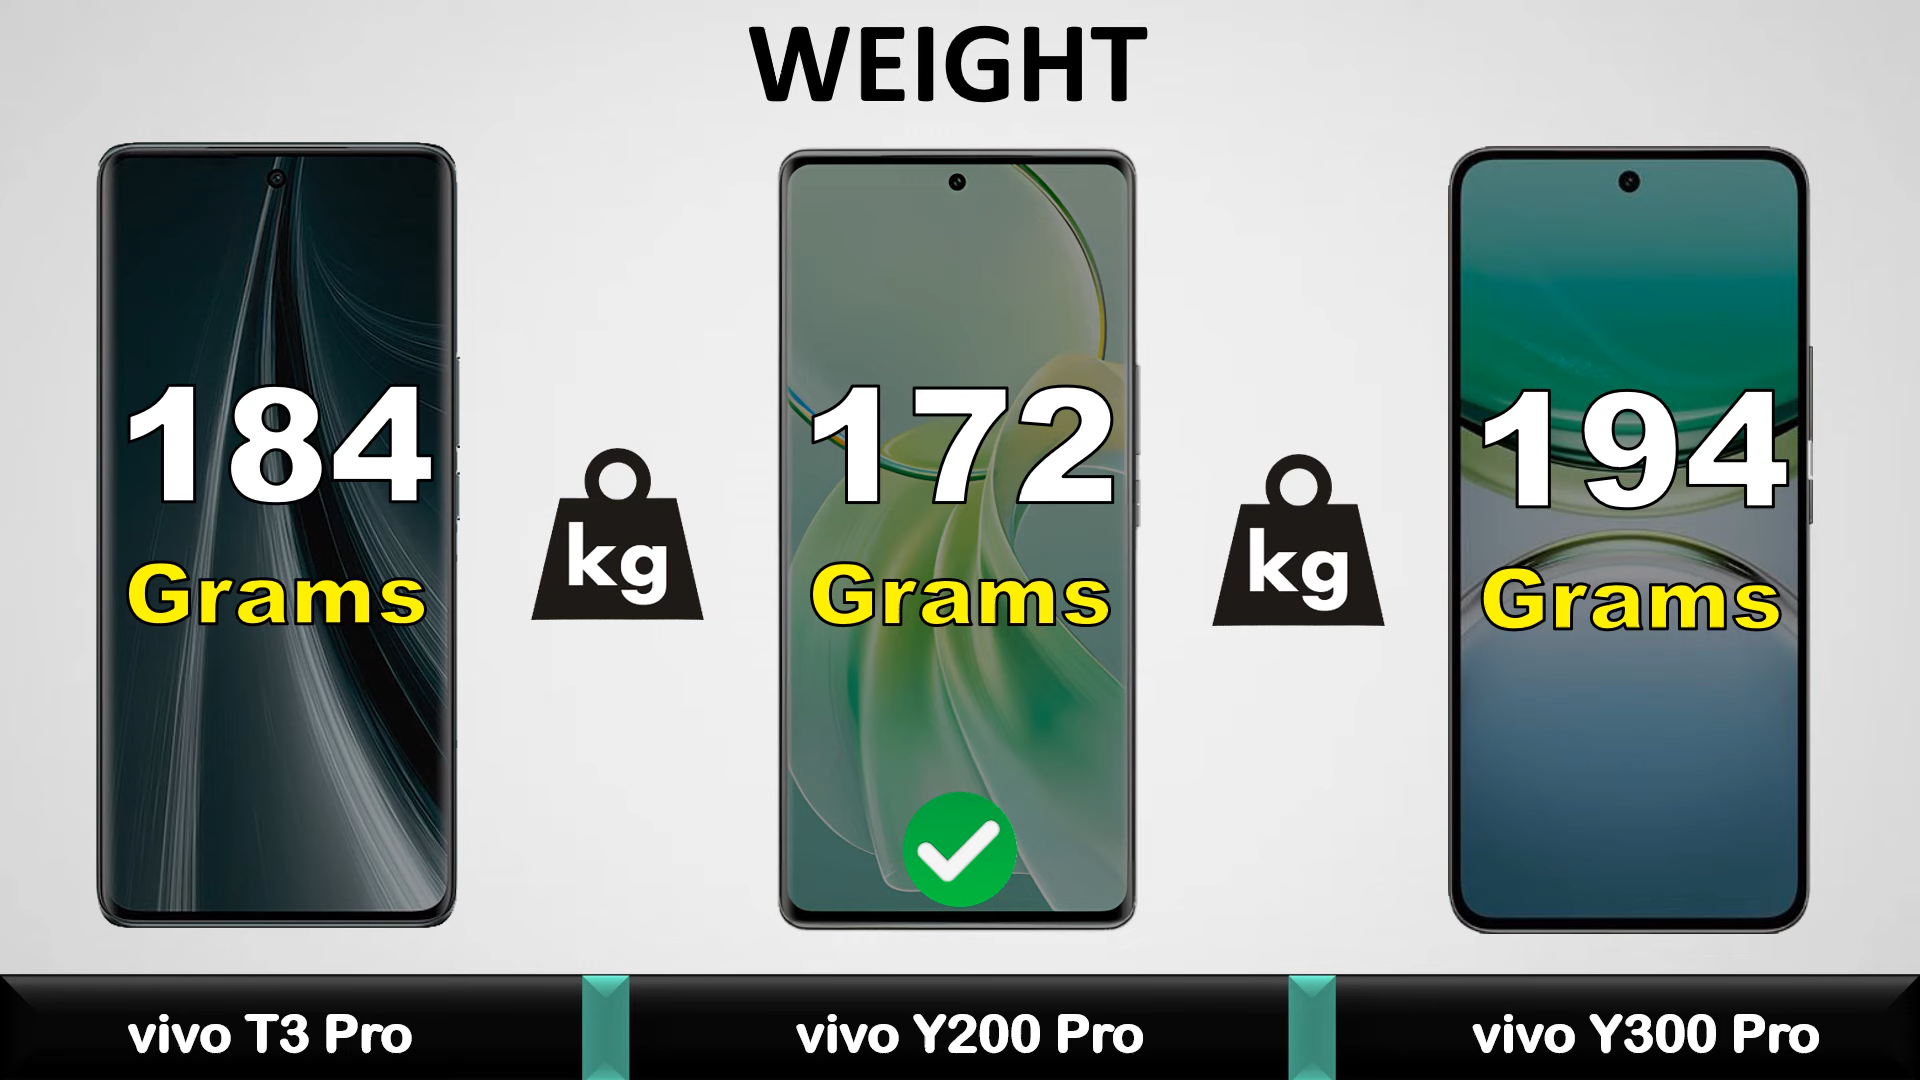 WEIGHT
184
Grams
kg
172
Grams
kg
194
Grams
vivo T3 Pro
vivo Y200 Pro
vivo Y300 Pro